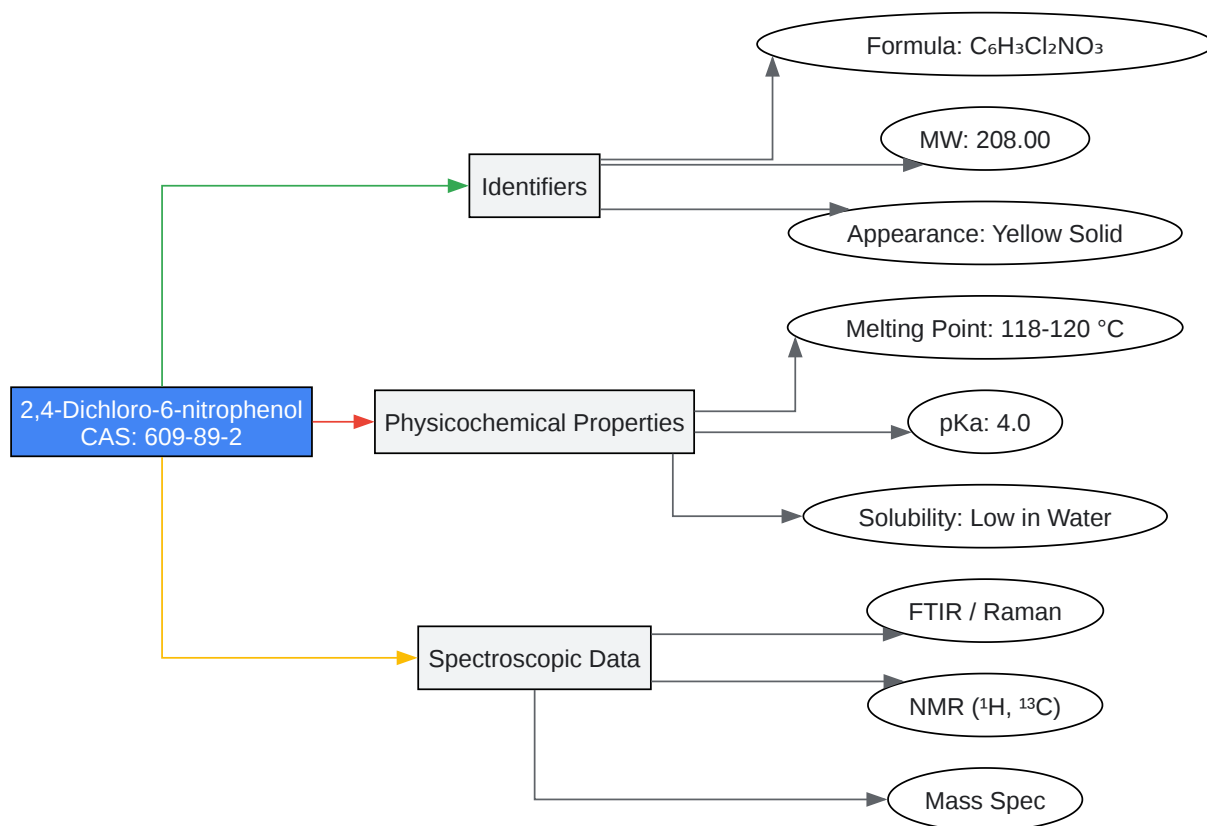 Formula: C₆H₃Cl₂NO₃
MW: 208.00
Identifiers
Appearance: Yellow Solid
Melting Point: 118-120 °C
2,4-Dichloro-6-nitrophenol
CAS: 609-89-2
Physicochemical Properties
pKa: 4.0
Solubility: Low in Water
FTIR / Raman
Spectroscopic Data
NMR (¹H, ¹³C)
Mass Spec